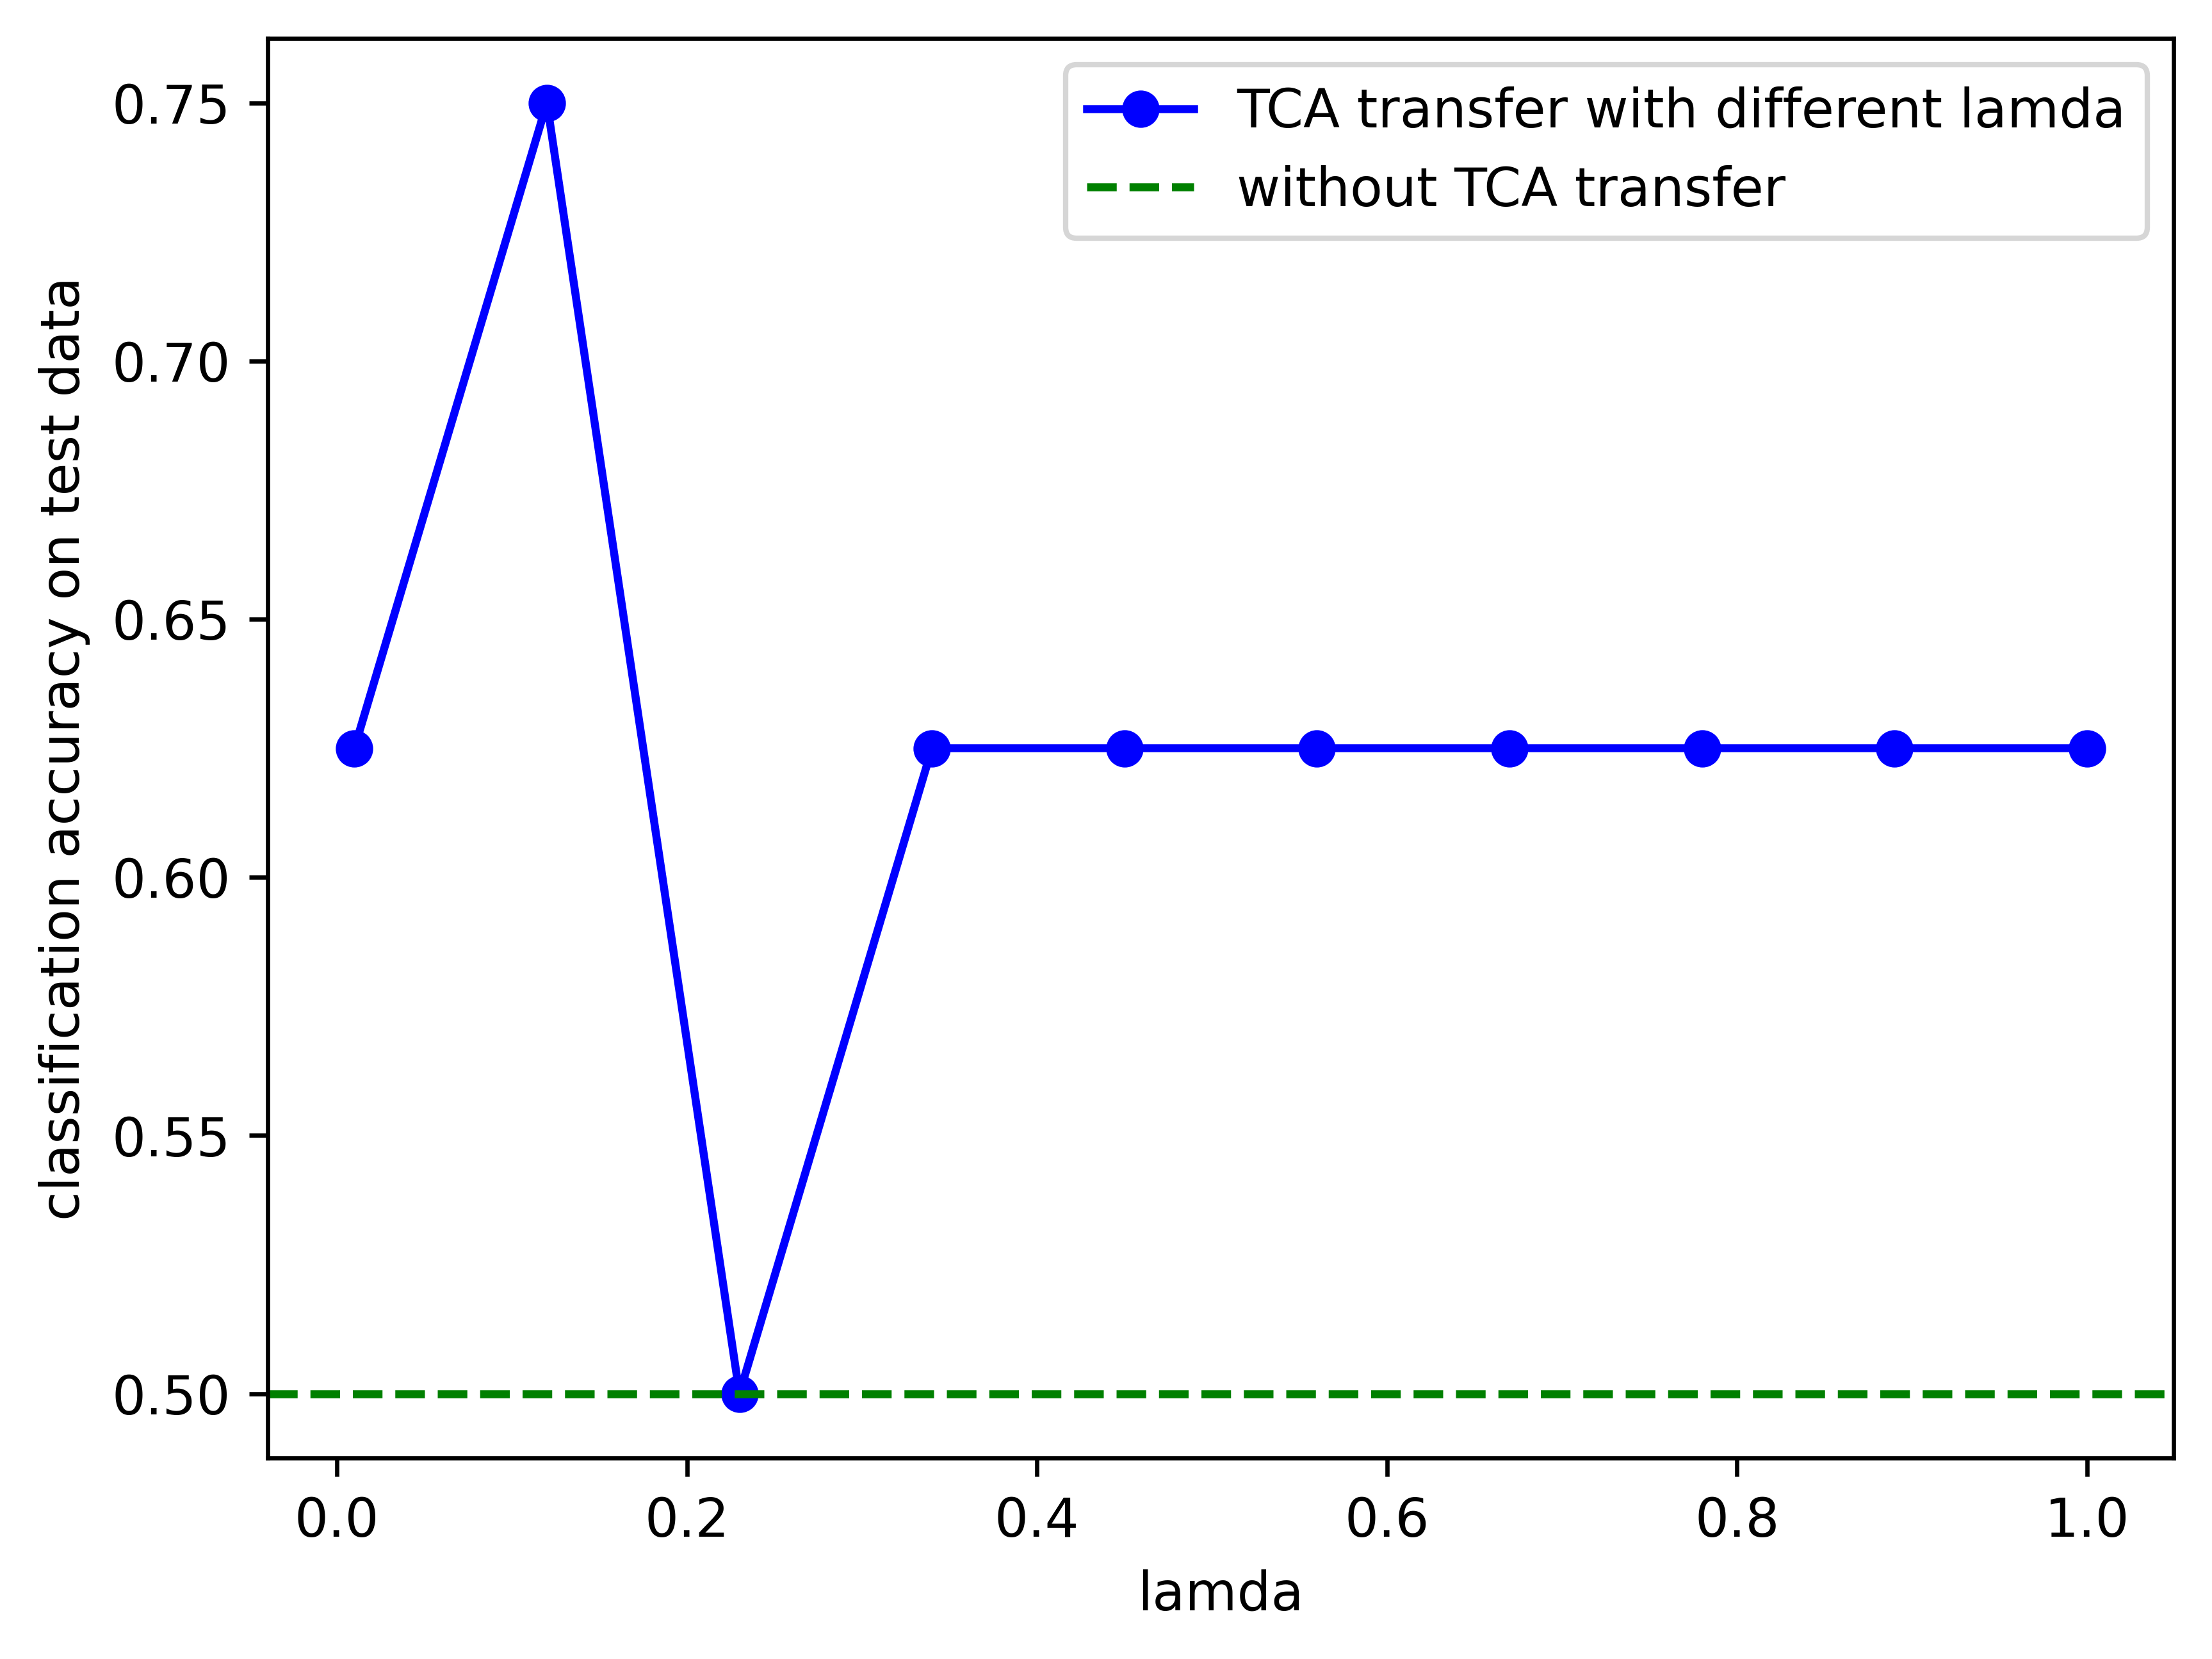 TCA transfer with different lamda
without TCA transfer
classification accuracy on test data
0.75
0.70
0.65
0.60
0.55
0.50
0.0 0.2 0.4 0.6 0.8 1.0
lamda